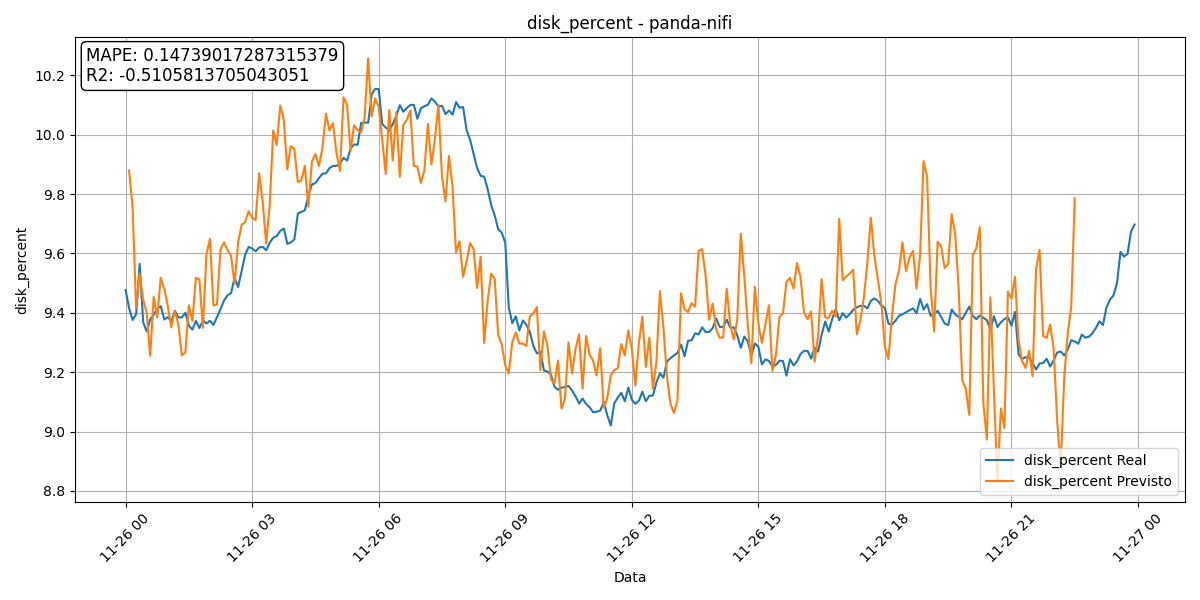 disk_percent - panda-nifi
MAPE: 0.14739017287315379
R2: -0.5105813705043051
disk_percent
10.2
10.0
9.8
9.6
9.4
9.2
9.0
8.8
disk_percent Real
disk_percent Previsto
11-26 00
11-26 03
11-26 06
11-26 09
11-26 12
11-26 15
11-26 18
11-26 21
11-27 00
Data